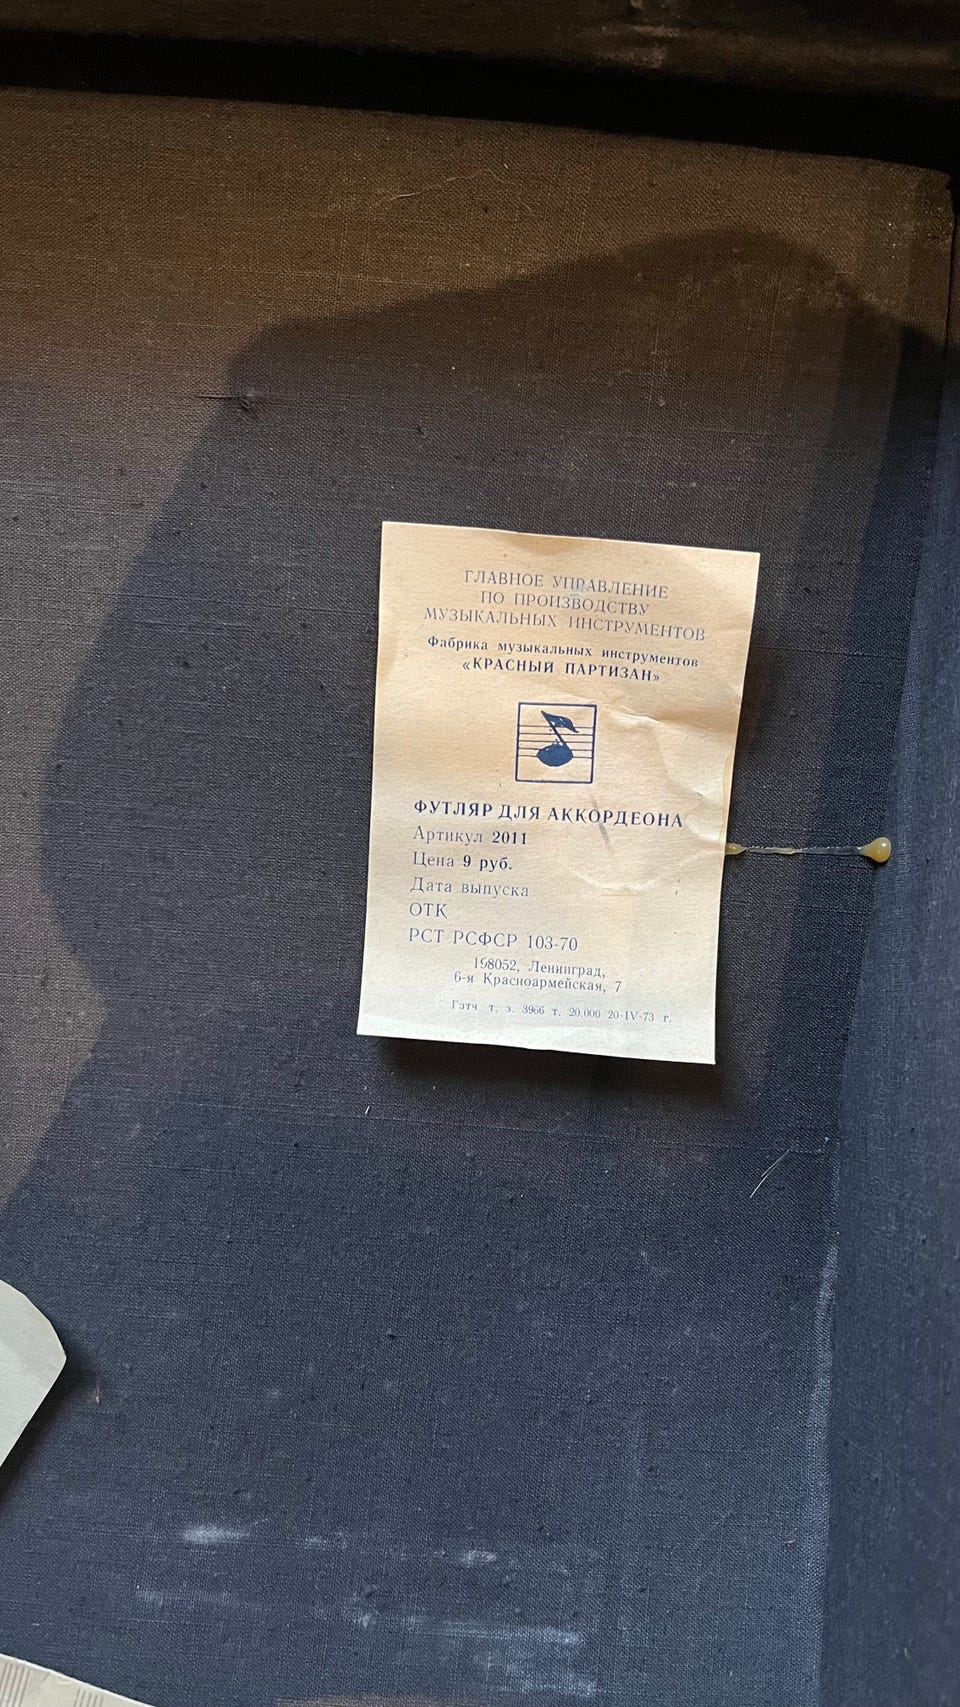 ГЛАВНОЕ УПРАВЛЕНИЕ
ПО ПРОИЗВОДСТВУ
МУЗЫКАЛЬНЫХ ИНСТРУМЕНТОВ
Фабрика музыкальных инструментов
«КРАСНЫЙ ПАРТИЗАН»
ФУТЛЯР ДЛЯ АККОРДЕОНА
Артикул 2011
Цена 9 руб.
Дата выпуска
ОТК
РСТ РСФСР 103-70
198052, Ленинград,
6-я Красноармейская, 7
Гатч т. з. 3966 т. 20.000 20-IV-73 г.